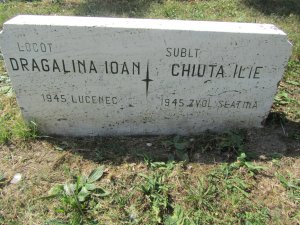 LOCOT
DRAGALINA IOAN
1945 LUCENEC
SUBLT
CHIUTA ILIE
1945 ZVOL SLATINA